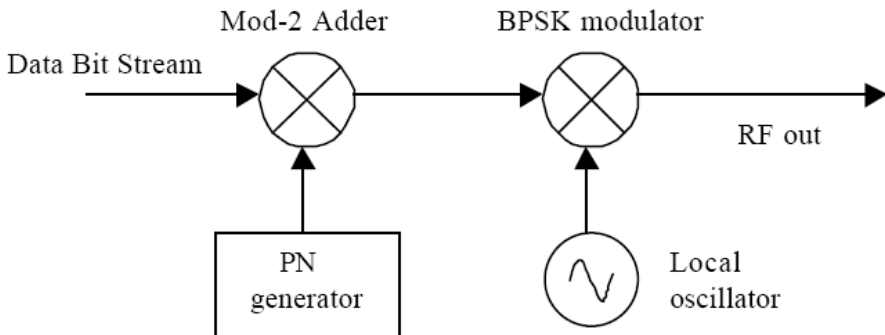 Mod-2 Adder
BPSK modulator
Data Bit Stream
RF out
PN
generator
Local
oscillator